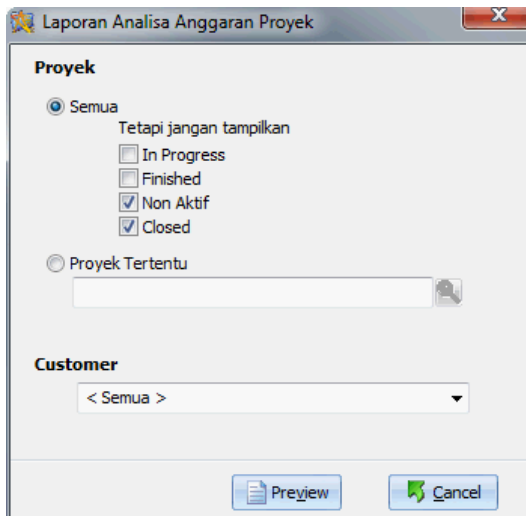 Laporan Analisa Anggaran Proyek
Proyek
Semua
Tetapi jangan tampilkan
In Progress
Finished
Non Aktif
Closed
Proyek Tertentu
Customer
< Semua >
Preview
Cancel